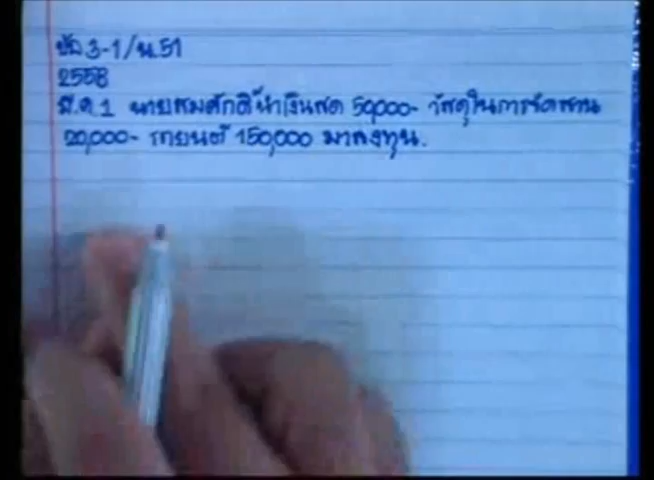 ปัจ 3-1/น.51
2558
มี.ค.1 นายสมศักดิ์นำเงินสด 50,000- วัสดุในการจัดสวน
20,000- รถยนต์ 150,000 มาลงทุน.